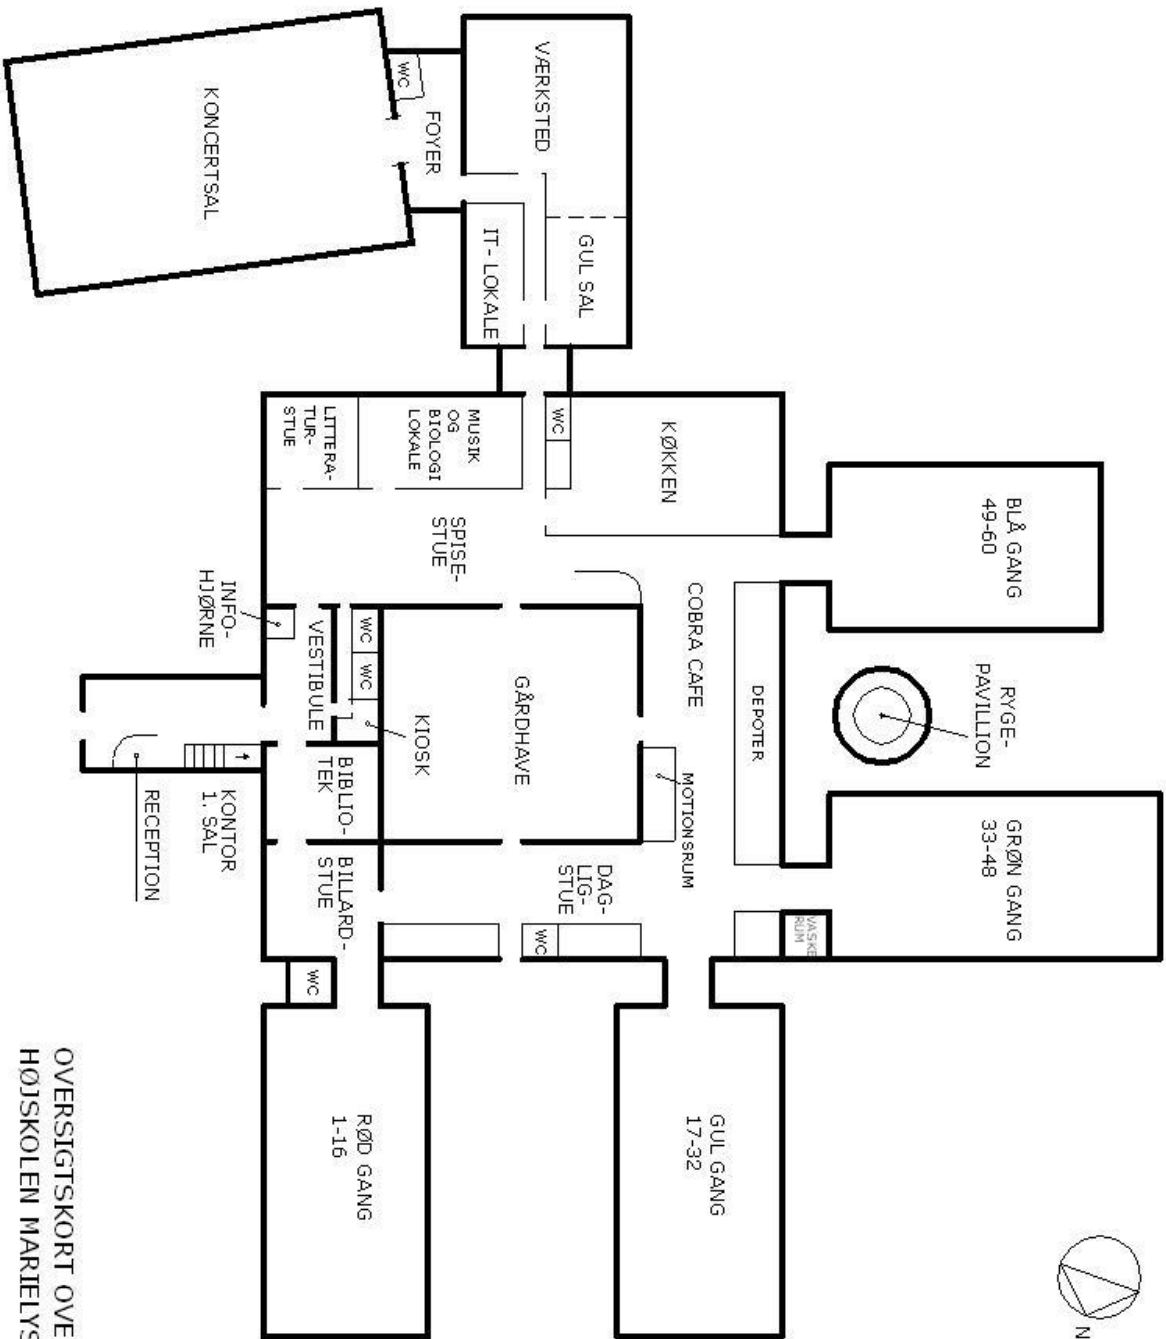 KONCERTSAL
WC
FOYER
VÆRKSTED
GUL SAL
IT- LOKALE
LITTERA-
TUR-
STUE
MUSIK
OG
BIOLOGI
LOKALE
WC
KØKKEN
BLÅ GANG
49-60
SPISE-
STUE
COBRA CAFE
DEPOTER
RYGE-
PAVILLION
INFO-
HJØRNE
VESTIBULE
WC
WC
KIOSK
GÅRDHAVE
MOTIONSRUM
KONTOR
1. SAL
RECEPTION
BIBLIO-
TEK
BILLARD-
STUE
DAG-
LIG-
STUE
WC
WC
GRØN GANG
33-48
VASKE
RUM
RØD GANG
1-16
GUL GANG
17-32
N
OVERSIGTSKORT OVE
HØJSKOLEN MARIELYS